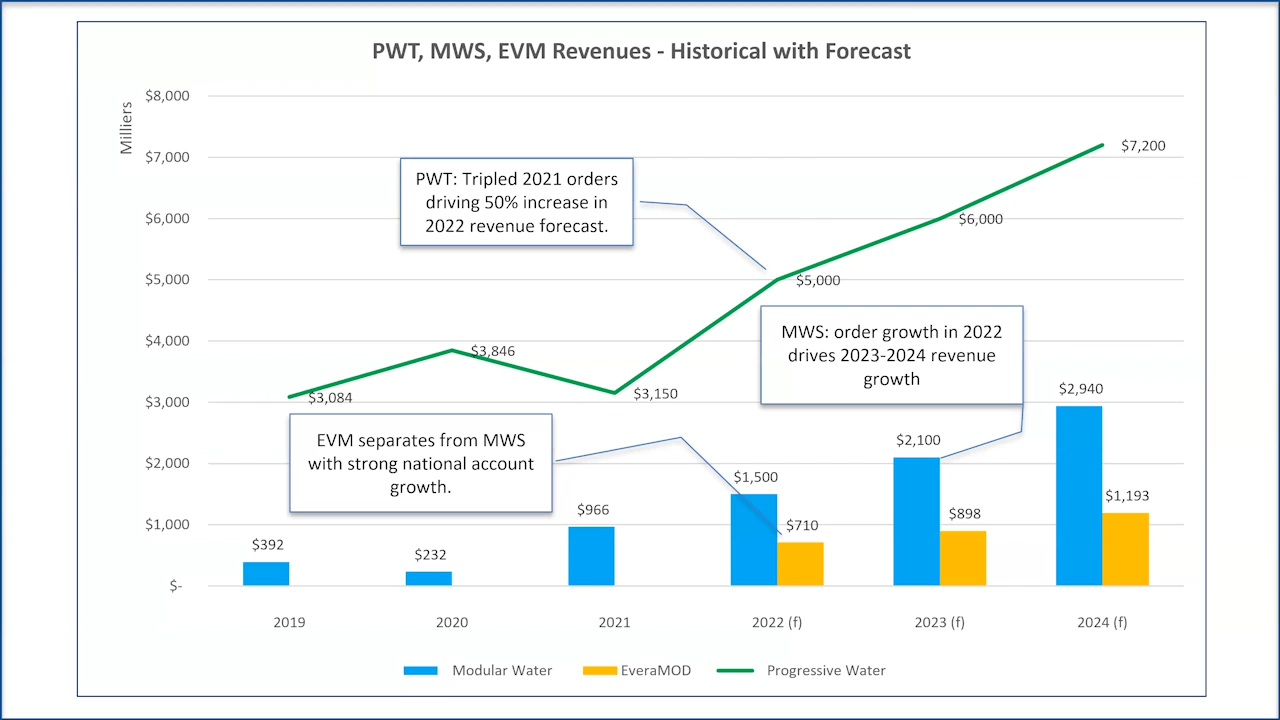 PWT, MWS, EVM Revenues - Historical with Forecast
Milliers
$8,000
$7,000
$6,000
$5,000
$4,000
$3,000
$2,000
$1,000
$-
PWT: Tripled 2021 orders
driving 50% increase in
2022 revenue forecast.
MWS: order growth in 2022
drives 2023-2024 revenue
growth
EVM separates from MWS
with strong national account
growth.
$3,084
$3,846
$3,150
$5,000
$6,000
$7,200
$392
$232
$966
$1,500
$710
$2,100
$898
$2,940
$1,193
2019
2020
2021
2022 (f)
2023 (f)
2024 (f)
Modular Water
EveraMOD
Progressive Water